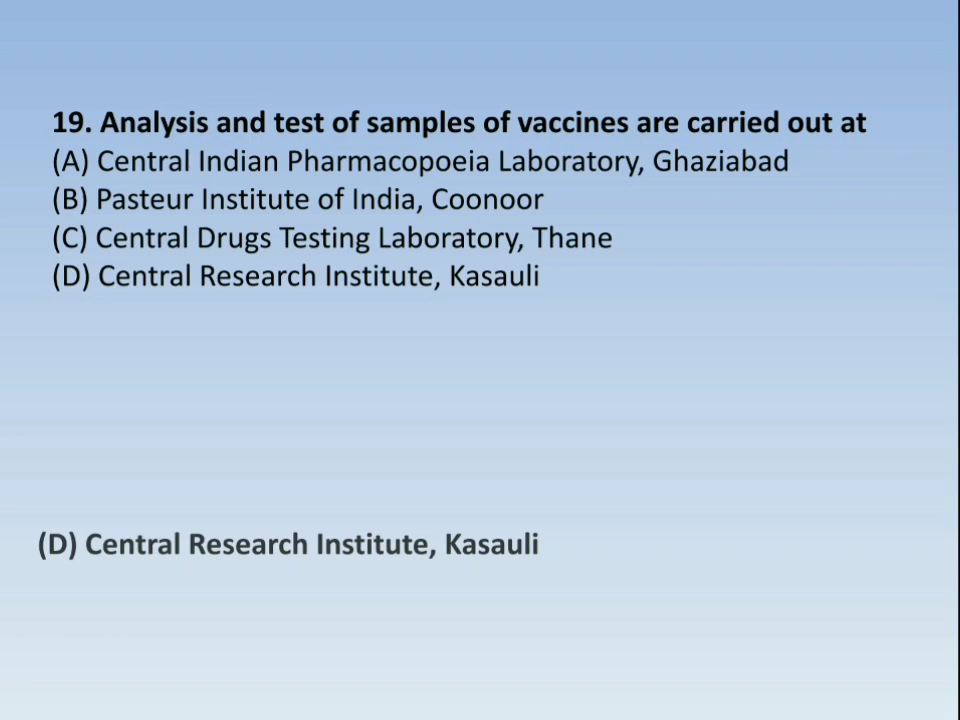 19. Analysis and test of samples of vaccines are carried out at
(A) Central Indian Pharmacopoeia Laboratory, Ghaziabad
(B) Pasteur Institute of India, Coonoor
(C) Central Drugs Testing Laboratory, Thane
(D) Central Research Institute, Kasauli
(D) Central Research Institute, Kasauli